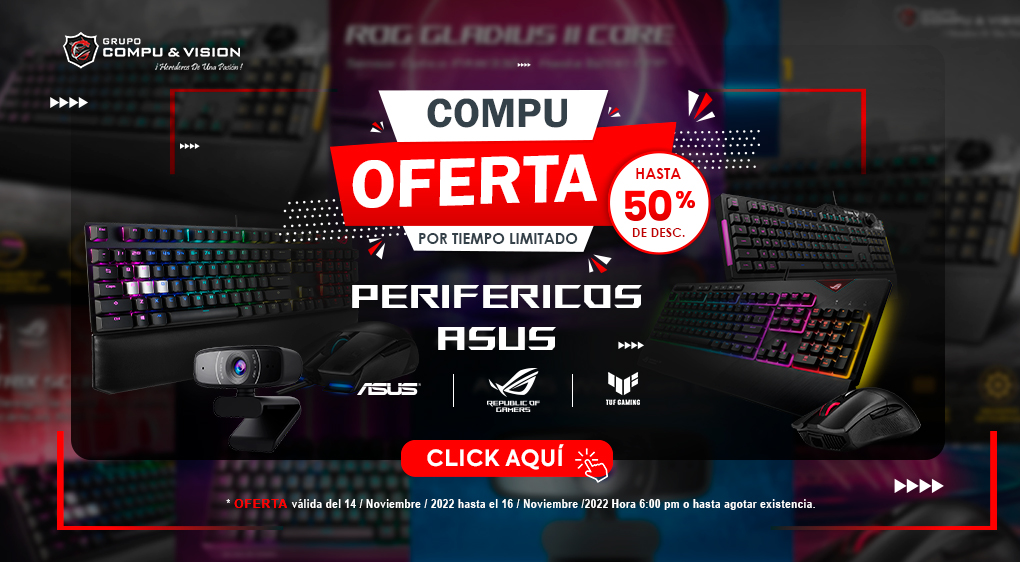 GRUPO
COMPU & VISION
¡ Herederos De Una Pasión !
ROG GLADIUS II CORE
COMPU
OFERTA
HASTA
50%
DE DESC.
POR TIEMPO LIMITADO
PERIFERICOS
ASUS
ASUS
REPUBLIC OF
GAMERS
TUF GAMING
CLICK AQUÍ
* OFERTA válida del 14 / Noviembre / 2022 hasta el 16 / Noviembre /2022 Hora 6:00 pm o hasta agotar existencia.